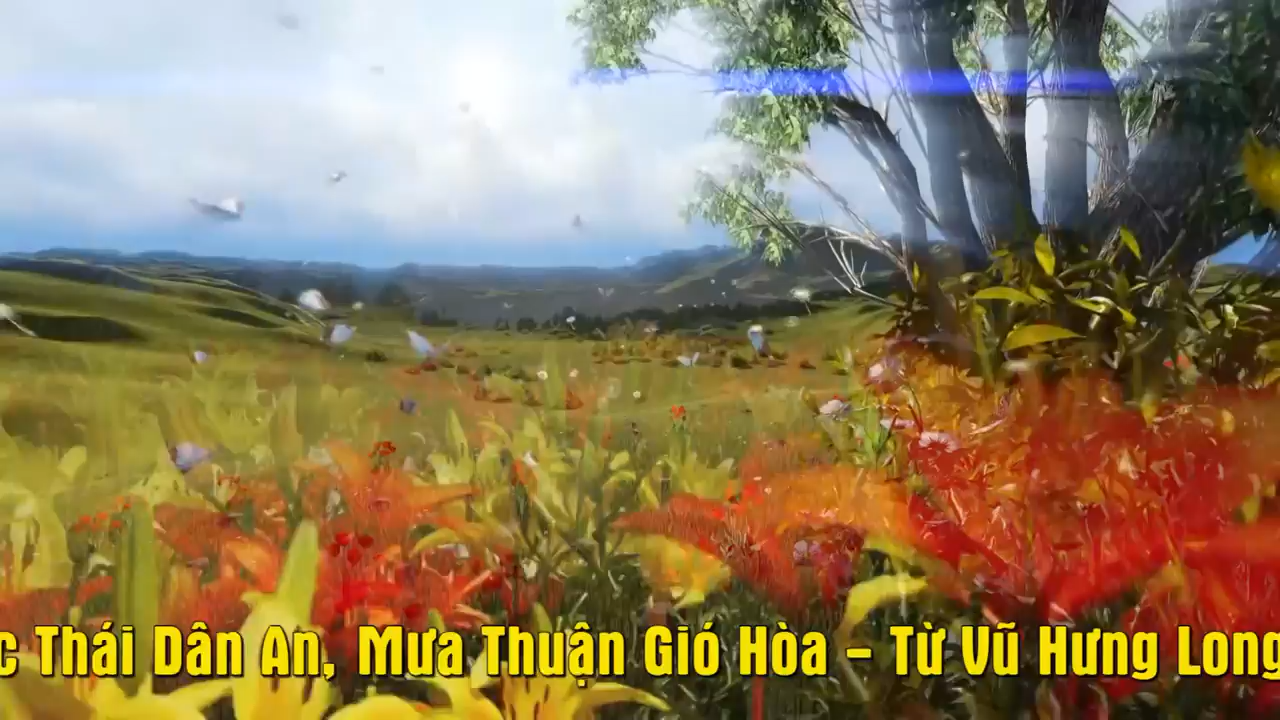 c Thái Dân An, Mưa Thuận Gió Hòa – Từ Vũ Hưng Long